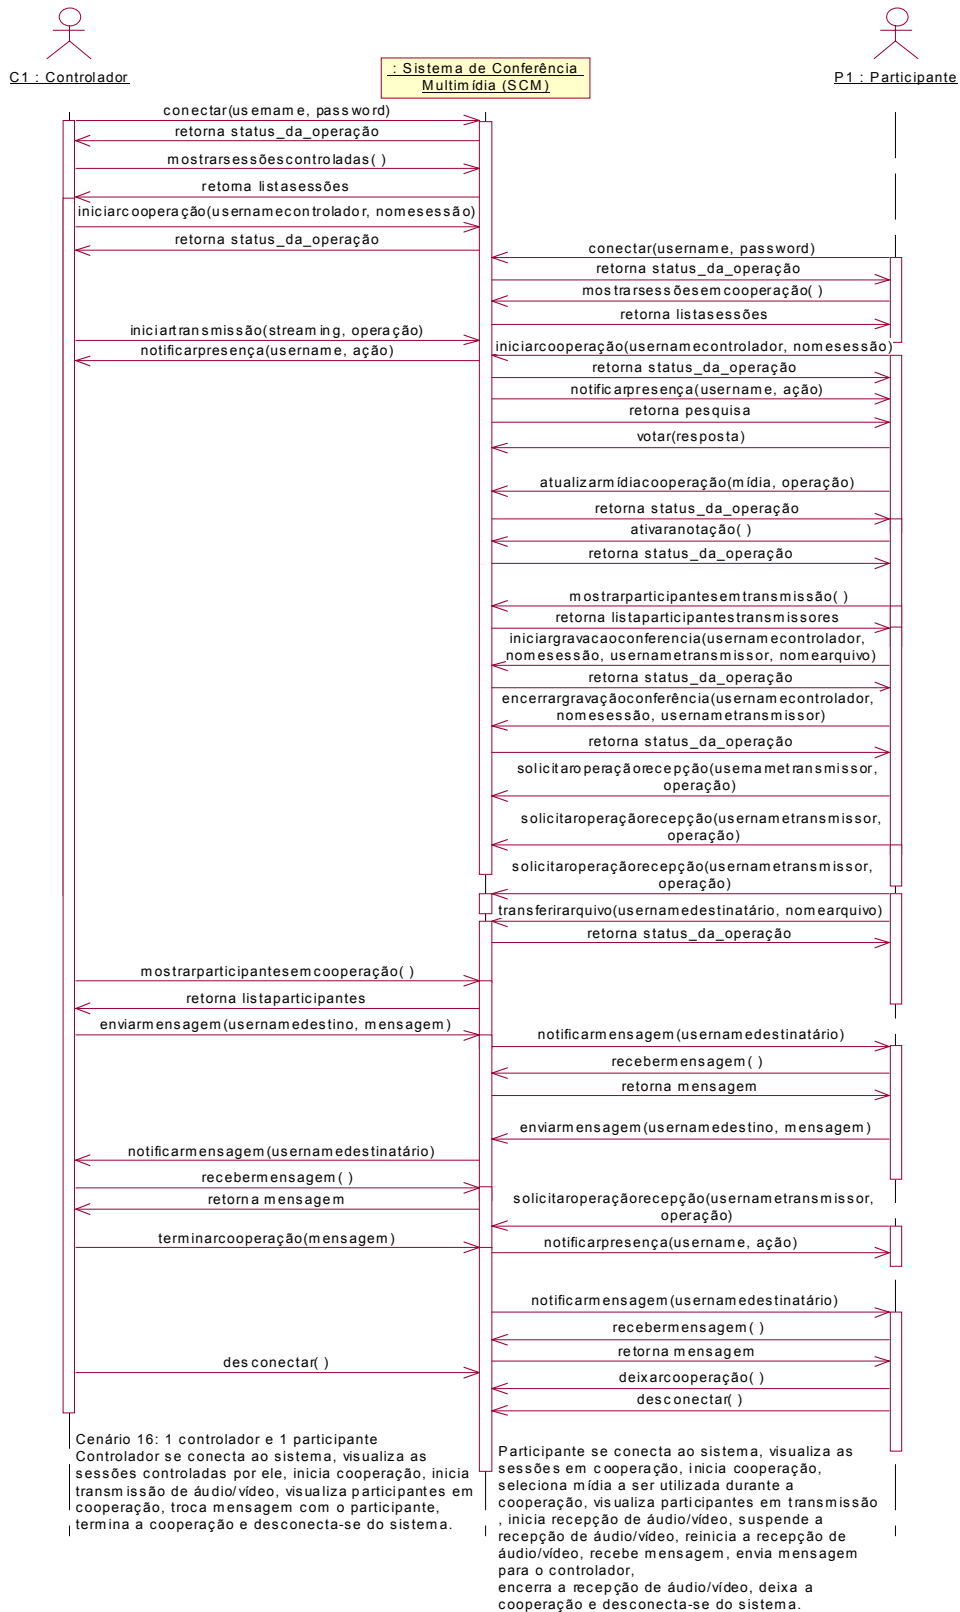 C1 : Controlador
: Sistema de Conferência
Multimídia (SCM)
P1 : Participante
conectar(username, password)
retorna status_da_operação
mostrarsessõescontroladas( )
retorna listasessões
iniciarcooperação(usernamecontrolador, nomesessão)
retorna status_da_operação
conectar(username, password)
retorna status_da_operação
mostrarsessõesemcooperação( )
retorna listasessões
iniciartransmissão(streaming, operação)
notificarpresença(username, ação)
iniciarcooperação(usernamecontrolador, nomesessão)
retorna status_da_operação
notificarpresença(username, ação)
retorna pesquisa
votar(resposta)
atualizarmídiacooperação(mídia, operação)
retorna status_da_operação
ativaranotação( )
retorna status_da_operação
mostrarparticipantesemtransmissão( )
retorna listaparticipantestransmissores
iniciargravacaoconferencia(usernamecontrolador,
nomesessão, usernametransmissor, nomearquivo)
retorna status_da_operação
encerrargravaçãoconferência(usernamecontrolador,
nomesessão, usernametransmissor)
retorna status_da_operação
solicitaroperaçãorecepção(usernametransmissor,
operação)
solicitaroperaçãorecepção(usernametransmissor,
operação)
solicitaroperaçãorecepção(usernametransmissor,
operação)
transferirarquivo(usernamedestinatário, nomearquivo)
retorna status_da_operação
mostrarparticipantesemcooperação( )
retorna listaparticipantes
enviarmensagem(usernamedestino, mensagem)
notificarmensagem(usernamedestinatário)
recebermensagem( )
retorna mensagem
enviarmensagem(usernamedestino, mensagem)
notificarmensagem(usernamedestinatário)
recebermensagem( )
retorna mensagem
solicitaroperaçãorecepção(usernametransmissor,
operação)
terminarcooperação(mensagem)
notificarpresença(username, ação)
notificarmensagem(usernamedestinatário)
recebermensagem( )
retorna mensagem
desconectar( )
deixarcooperação( )
desconectar( )
Cenário 16: 1 controlador e 1 participante
Controlador se conecta ao sistema, visualiza as
sessões controladas por ele, inicia cooperação, inicia
transmissão de áudio/vídeo, visualiza participantes em
cooperação, troca mensagem com o participante,
termina a cooperação e desconecta-se do sistema.
Participante se conecta ao sistema, visualiza as
sessões em cooperação, inicia cooperação,
seleciona mídia a ser utilizada durante a
cooperação, visualiza participantes em transmissão
, inicia recepção de áudio/vídeo, suspende a
recepção de áudio/vídeo, reinicia a recepção de
áudio/vídeo, recebe mensagem, envia mensagem
para o controlador,
encerra a recepção de áudio/vídeo, deixa a
cooperação e desconecta-se do sistema.